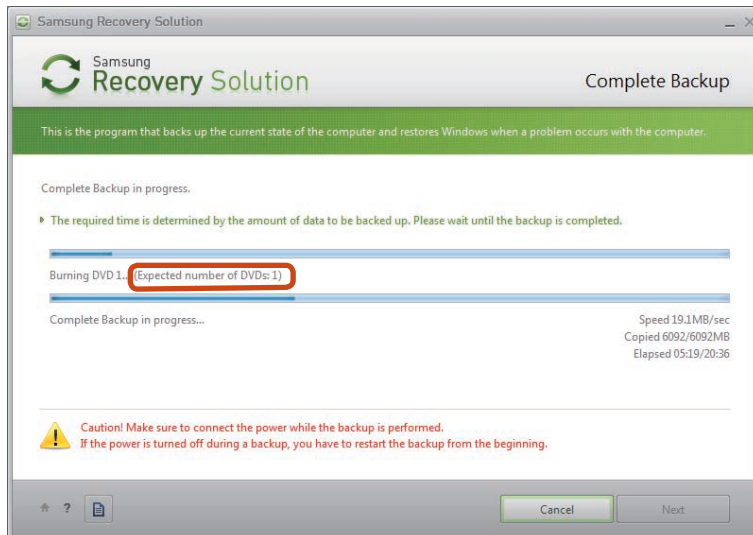 Samsung Recovery Solution
Samsung
Recovery Solution
Complete Backup
This is the program that backs up the current state of the computer and restores Windows when a problem occurs with the computer.
Complete Backup in progress.
The required time is determined by the amount of data to be backed up. Please wait until the backup is completed.
Burning DVD 1.. (Expected number of DVDs: 1)
Complete Backup in progress...
Speed 19.1MB/sec
Copied 6092/6092MB
Elapsed 05:19/20:36
Caution! Make sure to connect the power while the backup is performed.
If the power is turned off during a backup, you have to restart the backup from the beginning.
?
Cancel
Next